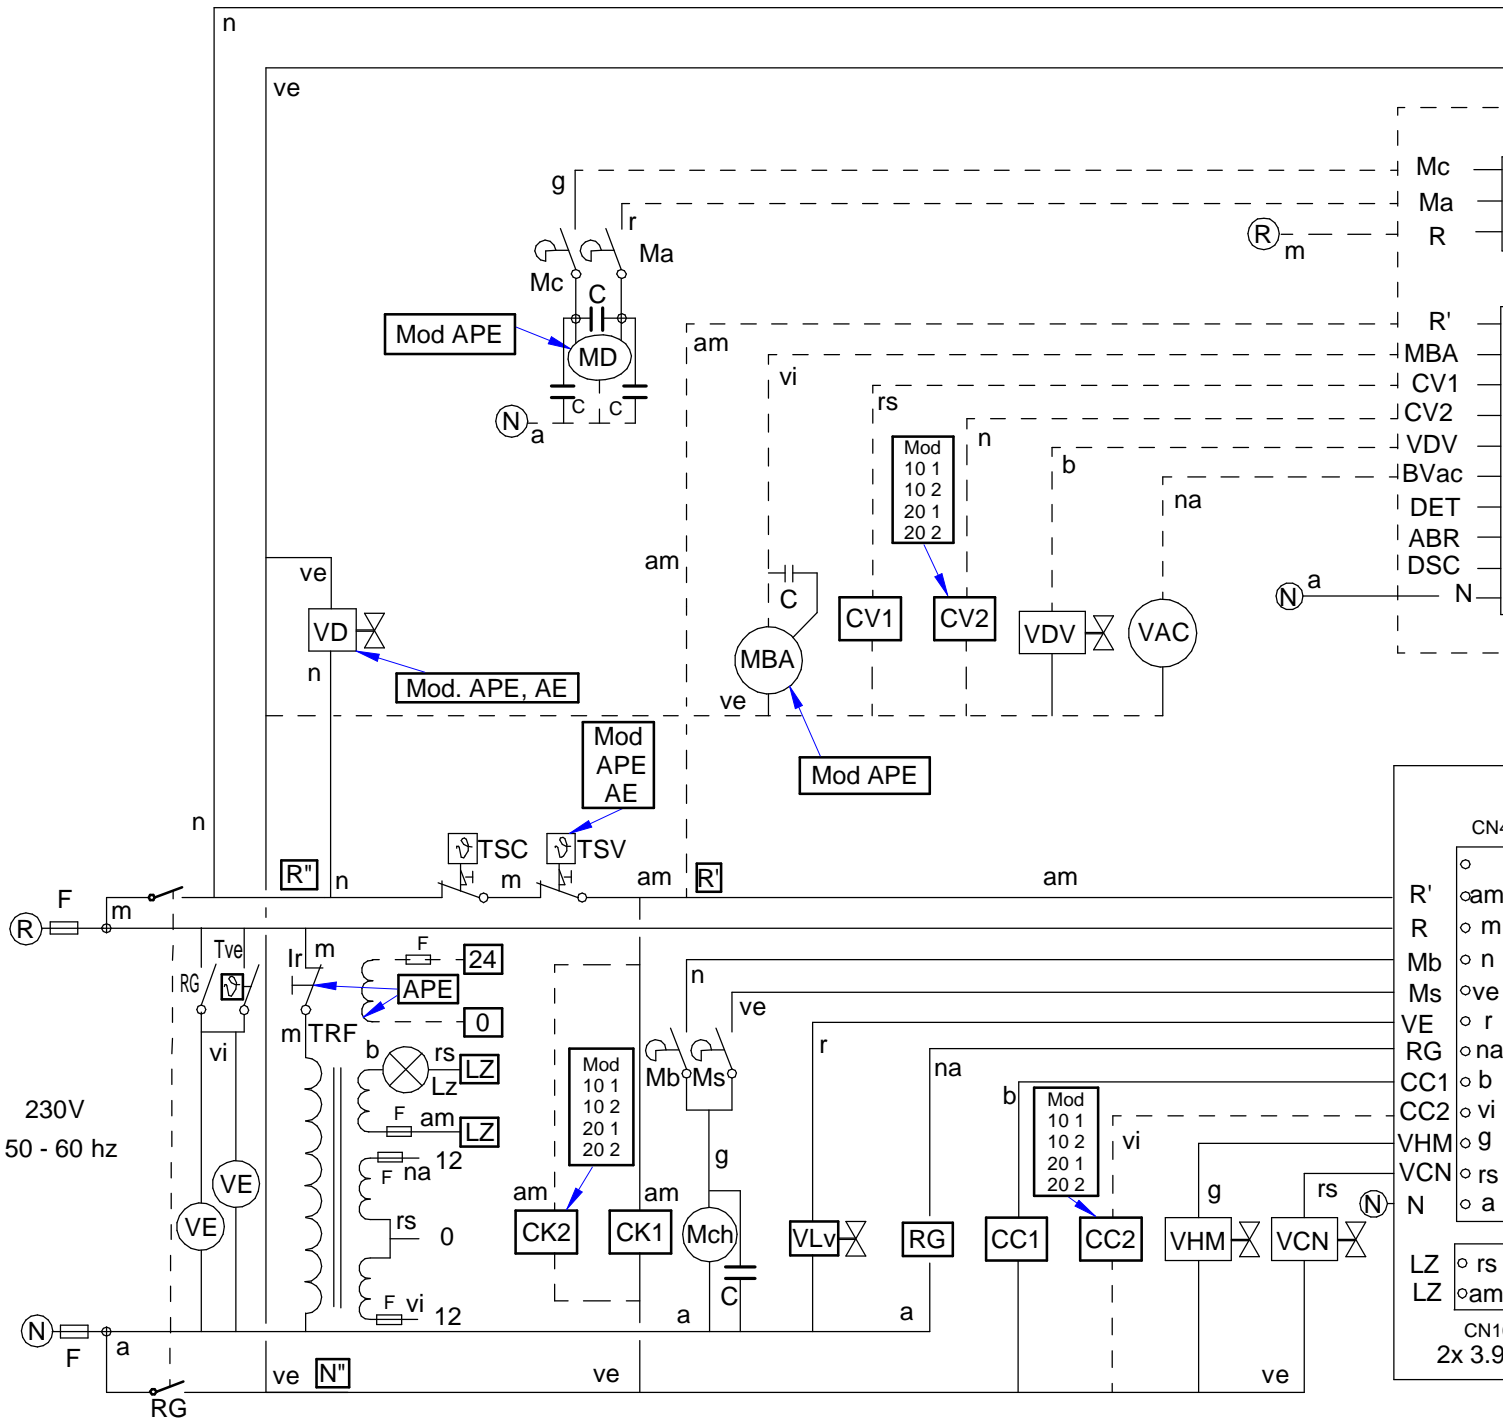 n
ve
g
r
Mc
Ma
C
Mod APE
MD
C
C
N
a
Mc
Ma
R
m
R
R'
MBA
CV1
CV2
VDV
BVac
DET
ABR
DSC
N
a
N
am
vi
rs
n
b
na
Mod
10 1
10 2
20 1
20 2
am
C
CV1
CV2
VDV
VAC
MBA
ve
Mod APE
ve
VD
n
Mod. APE, AE
Mod
APE
AE
n
R"
n
TSC
m
TSV
am
R'
am
F
m
R
Tve
RG
Ir
m
F
24
APE
0
m
TRF
vi
b
rs
Lz
LZ
F
am
LZ
F
na
12
rs
0
F
vi
12
230V
50 - 60 hz
VE
VE
N
F
a
RG
ve
N"
Mod
10 1
10 2
20 1
20 2
am
am
CK2
CK1
ve
n
ve
Mb
Ms
g
Mch
C
a
r
VLv
na
RG
a
b
CC1
Mod
10 1
10 2
20 1
20 2
vi
CC2
g
VHM
rs
VCN
ve
N
CN4
R'
am
R
m
Mb
n
Ms
ve
VE
r
RG
na
CC1
b
CC2
vi
VHM
g
VCN
rs
N
a
LZ
rs
LZ
am
CN1
2x 3.9